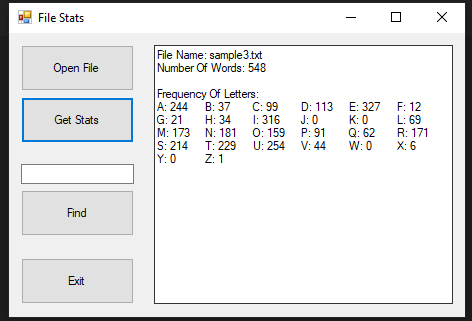 File Stats
Open File
Get Stats
Find
Exit
File Name: sample3.txt
Number Of Words: 548
Frequency Of Letters:
A: 244 B: 37 C: 99 D: 113 E: 327 F: 12
G: 21 H: 34 I: 316 J: 0 K: 0 L: 69
M: 173 N: 181 O: 159 P: 91 Q: 62 R: 171
S: 214 T: 229 U: 254 V: 44 W: 0 X: 6
Y: 0 Z: 1